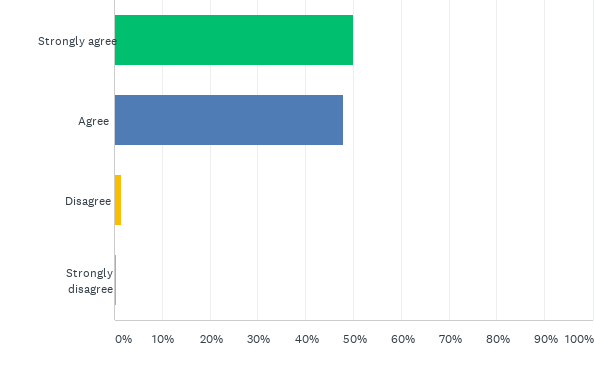 Strongly agree
Agree
Disagree
Strongly
disagree
0% 10% 20% 30% 40% 50% 60% 70% 80% 90% 100%